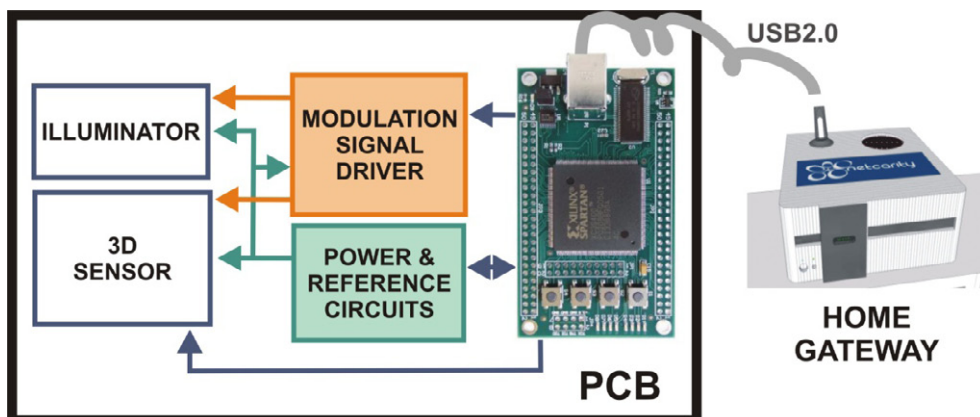 USB2.0
ILLUMINATOR
MODULATION
SIGNAL
DRIVER
3D
SENSOR
POWER &
REFERENCE
CIRCUITS
XILINX
SPARTAN
netcarity
HOME
GATEWAY
PCB